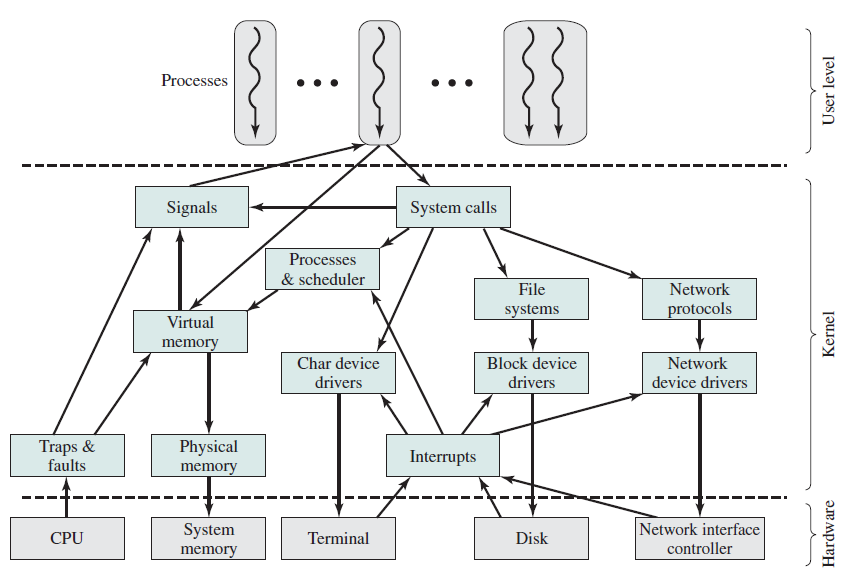 Processes
User level
Signals
System calls
Processes
& scheduler
File
systems
Network
protocols
Virtual
memory
Kernel
Char device
drivers
Block device
drivers
Network
device drivers
Traps &
faults
Physical
memory
Interrupts
CPU
System
memory
Terminal
Disk
Network interface
controller
Hardware